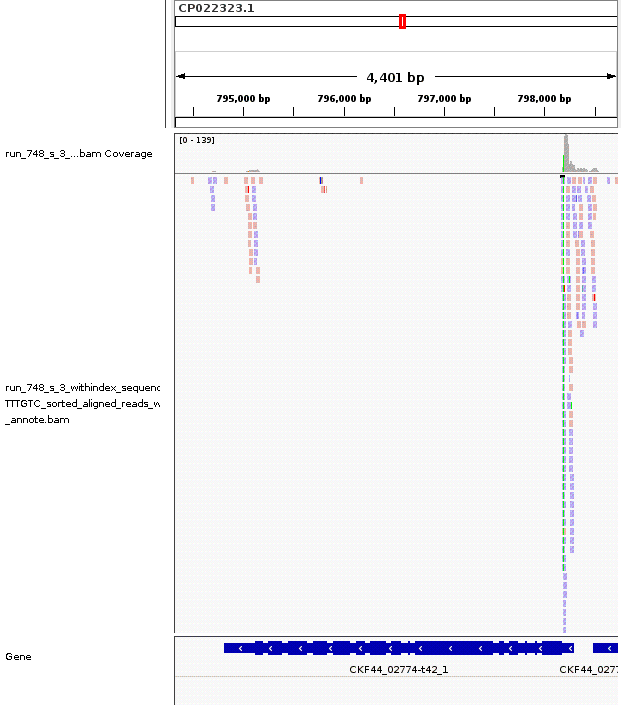 CP022323.1
4,401 bp
795,000 bp 796,000 bp 797,000 bp 798,000 bp
run_748_s_3_...bam Coverage
[0 - 139]
run_748_s_3_withindex_sequenc
TTTGTC_sorted_aligned_reads_w
_annote.bam
Gene
CKF44_02774-t42_1
CKF44_0277